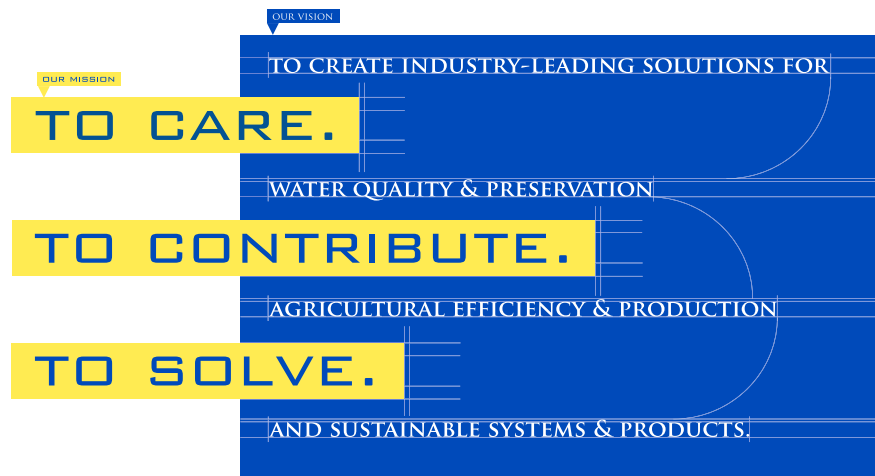 OUR VISION
TO CREATE INDUSTRY-LEADING SOLUTIONS FOR
WATER QUALITY & PRESERVATION
AGRICULTURAL EFFICIENCY & PRODUCTION
AND SUSTAINABLE SYSTEMS & PRODUCTS.
OUR MISSION
TO CARE.
TO CONTRIBUTE.
TO SOLVE.